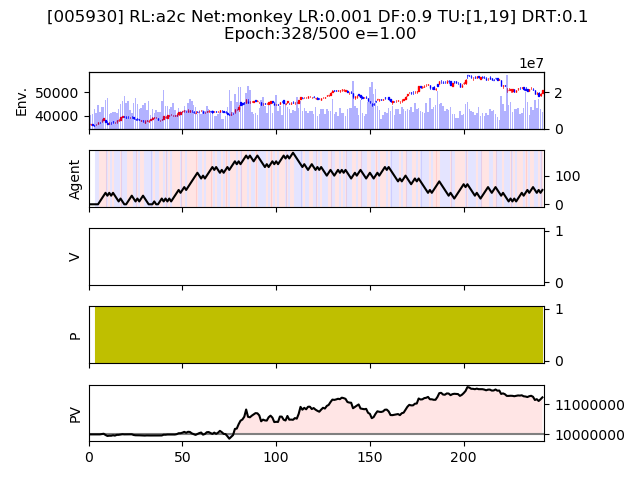 [005930] RL:a2c Net:monkey LR:0.001 DF:0.9 TU:[1,19] DRT:0.1
Epoch:328/500 e=1.00
1e7
Env.
50000
40000
2
0
Agent
100
0
V
1
0
P
1
0
PV
11000000
10000000
0
50
100
150
200